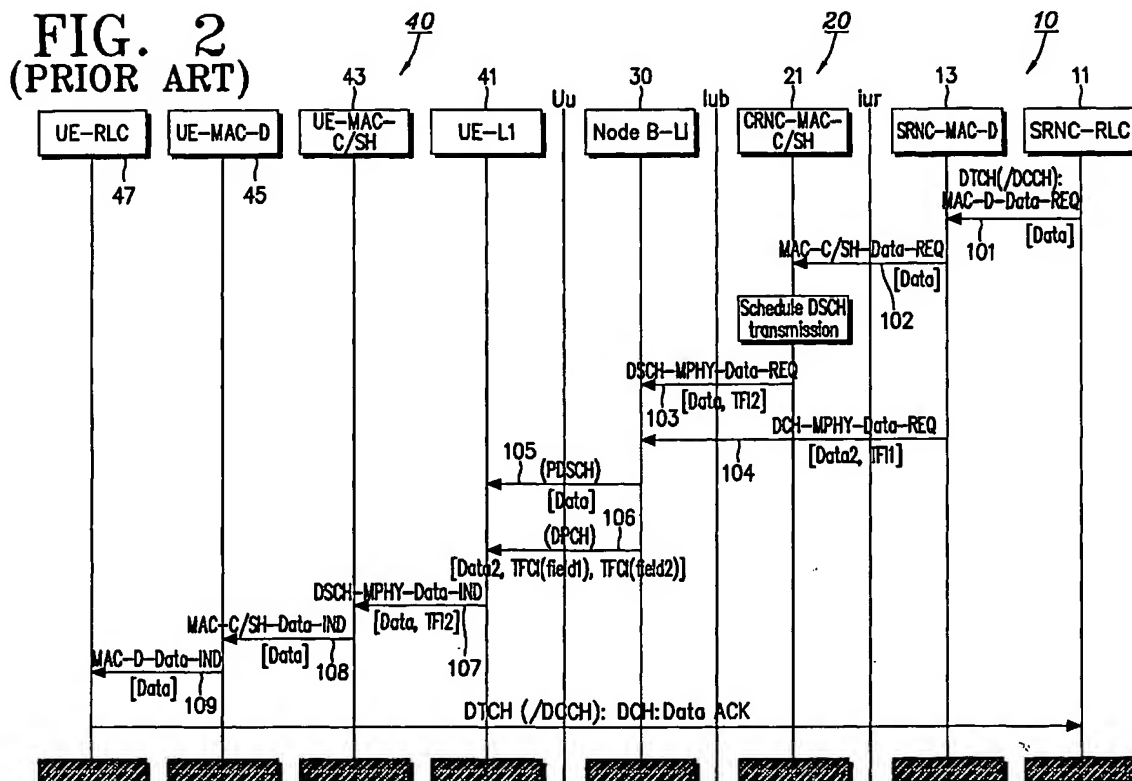 FIG. 2
(PRIOR ART)
40
20
10
43
41
Uu
30
Iub
21
iur
13
11
UE-RLC
UE-MAC-D
UE-MAC-
C/SH
UE-L1
Node B-LI
CRNC-MAC-
C/SH
SRNC-MAC-D
SRNC-RLC
47
45
DTCH(/DCCH):
MAC-D-Data-REQ
101
[Data]
MAC-C/SH-Data-REQ
[Data]
102
Schedule DSCH
transmission
DSCH-MPHY-Data-REQ
103
[Data, TFI2]
DCH-MPHY-Data-REQ
104
[Data2, TFI1]
105
(PDSCH)
[Data]
106
(DPCH)
[Data2, TFCI(field1), TFCI(field2)]
DSCH-MPHY-Data-IND
[Data, TFI2]
107
MAC-C/SH-Data-IND
[Data]
108
MAC-D-Data-IND
[Data]
109
DTCH (/DCCH): DCH:Data ACK